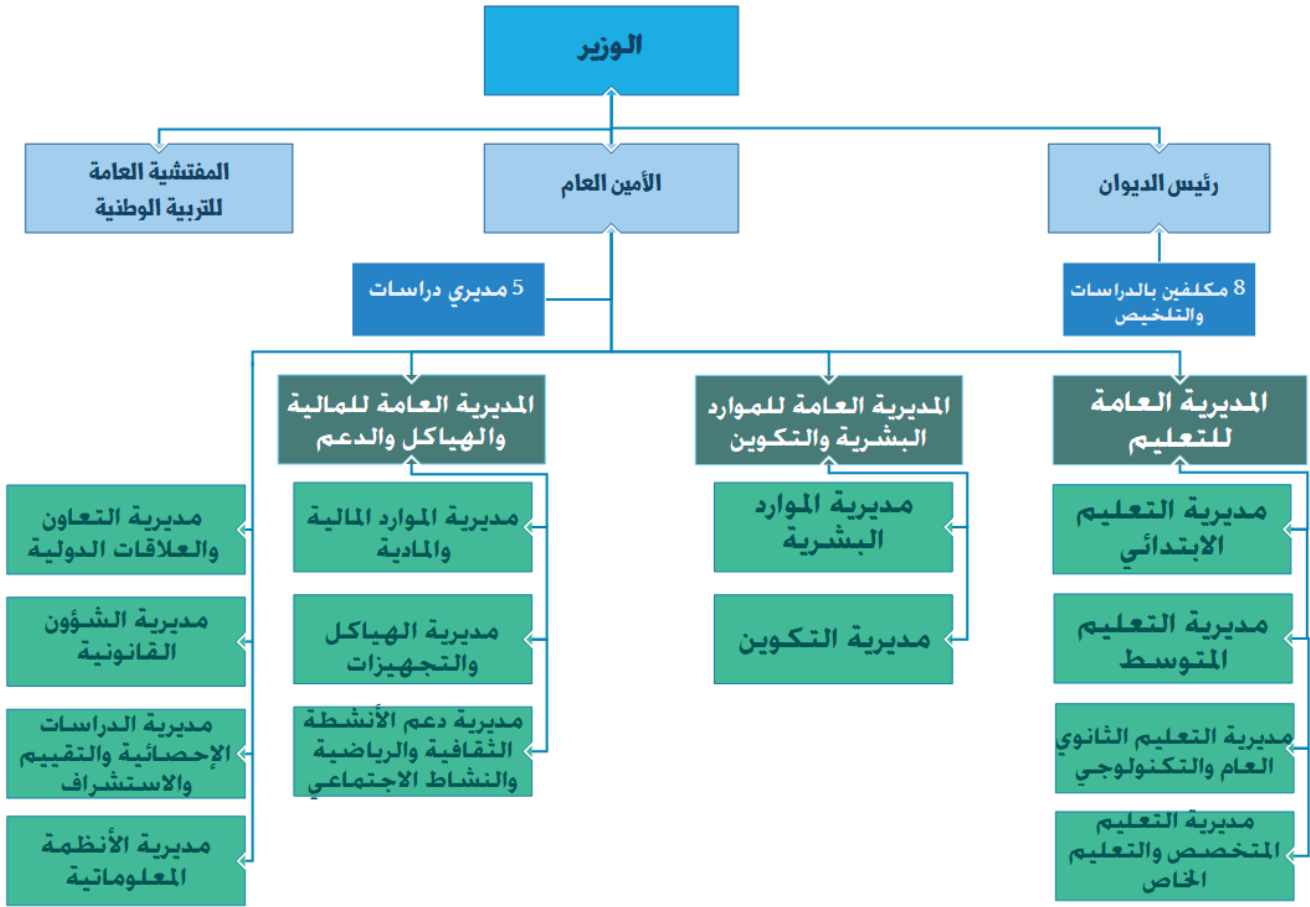 الوزير
رئيس الديوان
الأمين العام
المفتشية العامة
للتربية الوطنية
8 مكلفين بالدراسات
والتلخيص
5 مديري دراسات
المديرية العامة
للتعليم
المديرية العامة للموارد
البشرية والتكوين
المديرية العامة للمالية
والهياكل والدعم
مديرية التعليم
الابتدائي
مديرية التعليم
المتوسط
مديرية التعليم الثانوي
العام والتكنولوجي
مديرية التعليم
المتخصص والتعليم
الخاص
مديرية الموارد
البشرية
مديرية التكوين
مديرية الموارد المالية
والمادية
مديرية الهياكل
والتجهيزات
مديرية دعم الأنشطة
الثقافية والرياضية
والنشاط الاجتماعي
مديرية التعاون
والعلاقات الدولية
مديرية الشؤون
القانونية
مديرية الدراسات
الإحصائية والتقييم
والاستشراف
مديرية الأنظمة
المعلوماتية